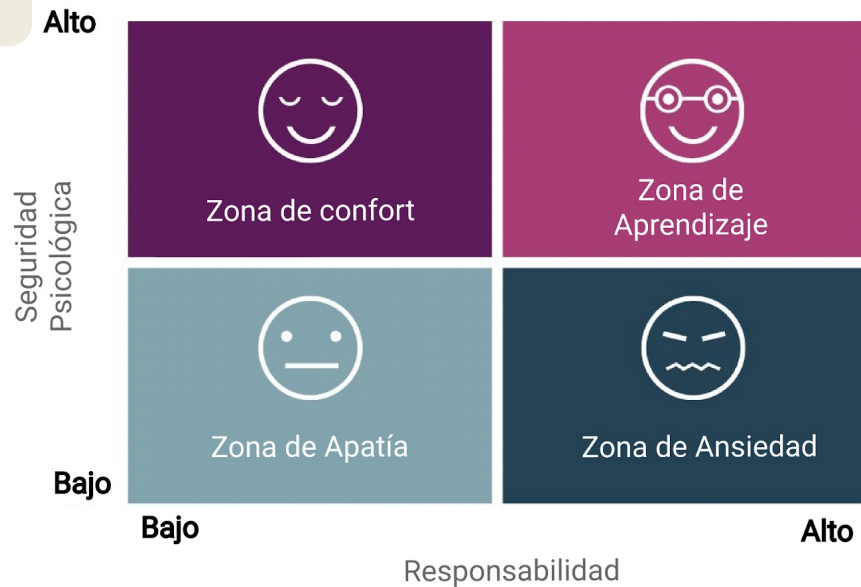 Alto
Seguridad
Psicológica
Zona de confort
Zona de
Aprendizaje
Zona de Apatía
Zona de Ansiedad
Bajo
Bajo
Alto
Responsabilidad